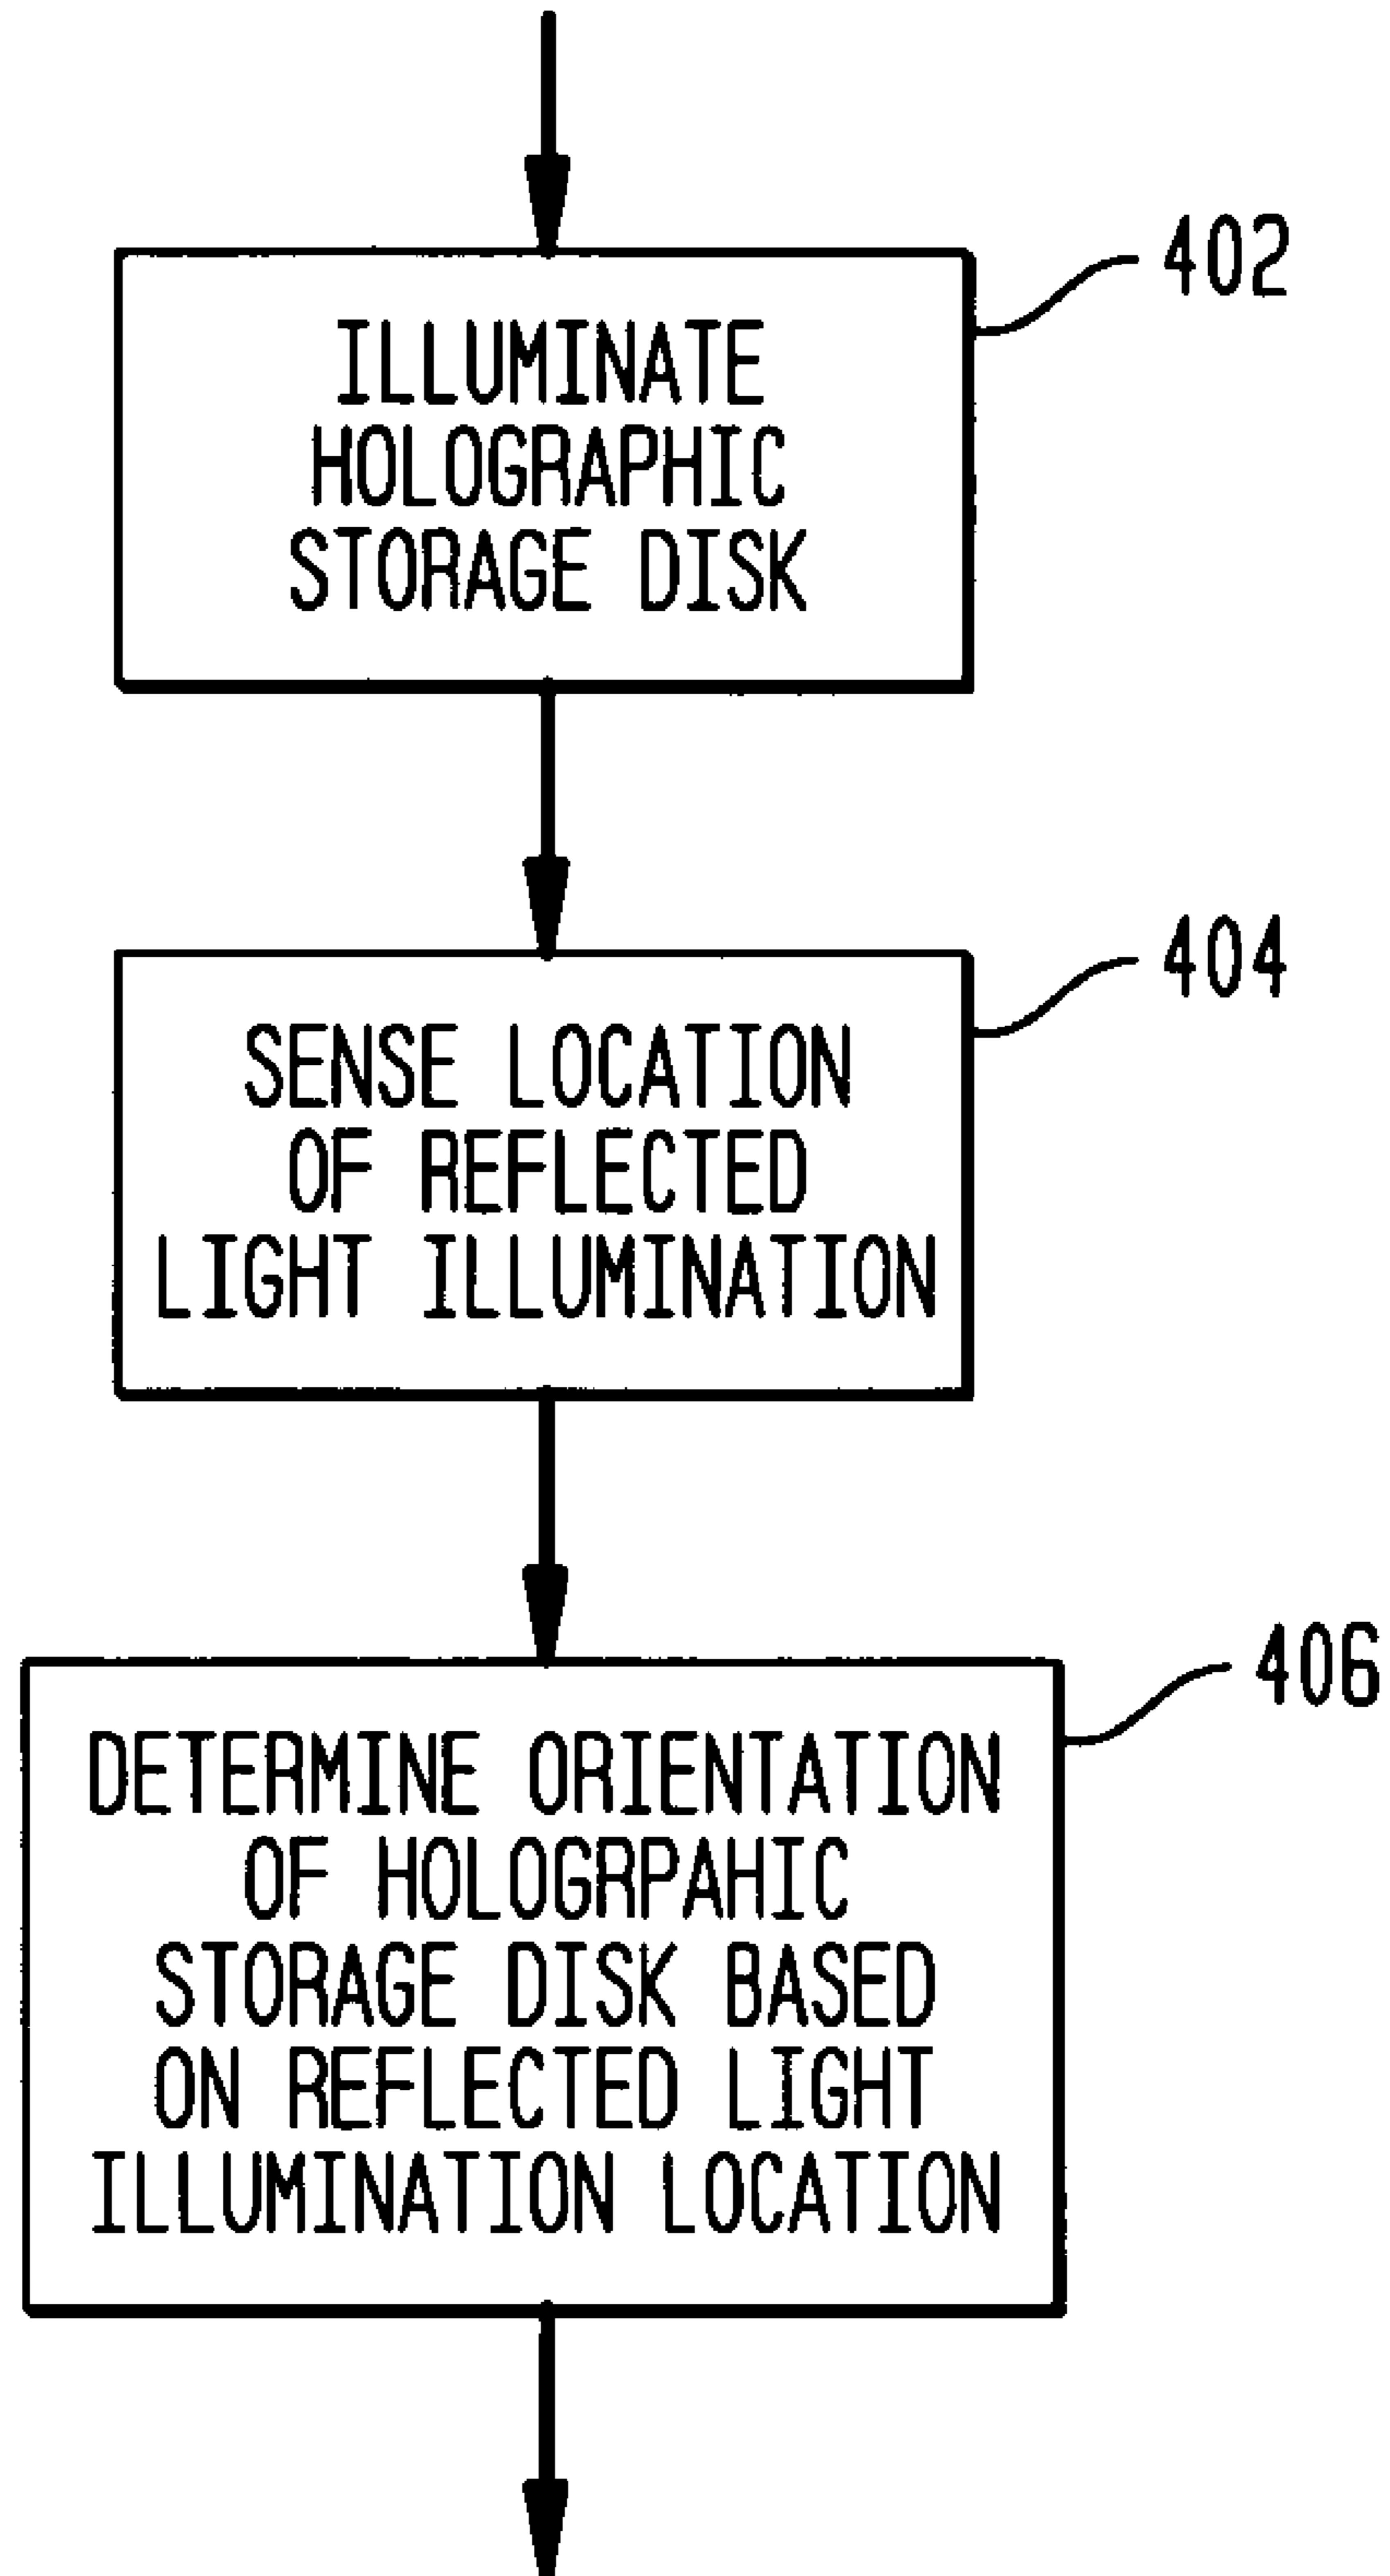 402
ILLUMINATE
HOLOGRAPHIC
STORAGE DISK
404
SENSE LOCATION
OF REFLECTED
LIGHT ILLUMINATION
406
DETERMINE ORIENTATION
OF HOLOGRPAHIC
STORAGE DISK BASED
ON REFLECTED LIGHT
ILLUMINATION LOCATION